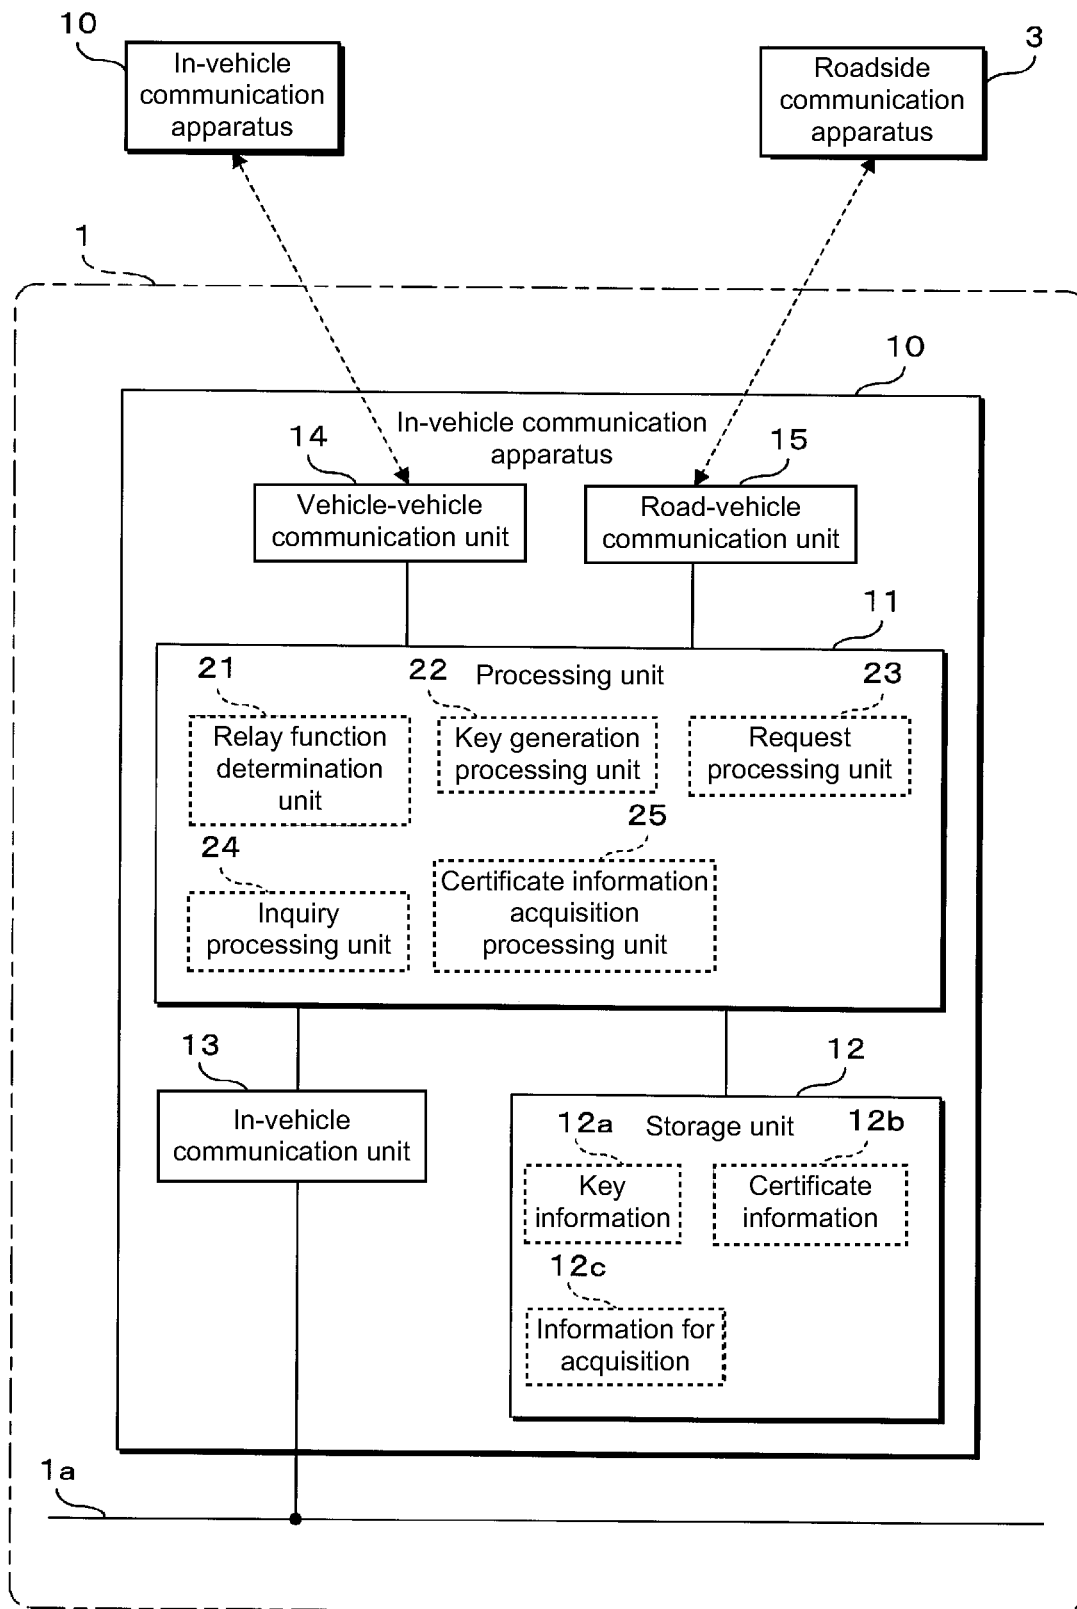 10
In-vehicle
communication
apparatus
3
Roadside
communication
apparatus
1
10
In-vehicle communication
apparatus
14
Vehicle-vehicle
communication unit
15
Road-vehicle
communication unit
11
Processing unit
21
Relay function
determination
unit
22
Key generation
processing unit
23
Request
processing unit
24
Inquiry
processing unit
25
Certificate information
acquisition
processing unit
13
In-vehicle
communication unit
12
Storage unit
12a
Key
information
12b
Certificate
information
12c
Information for
acquisition
1a